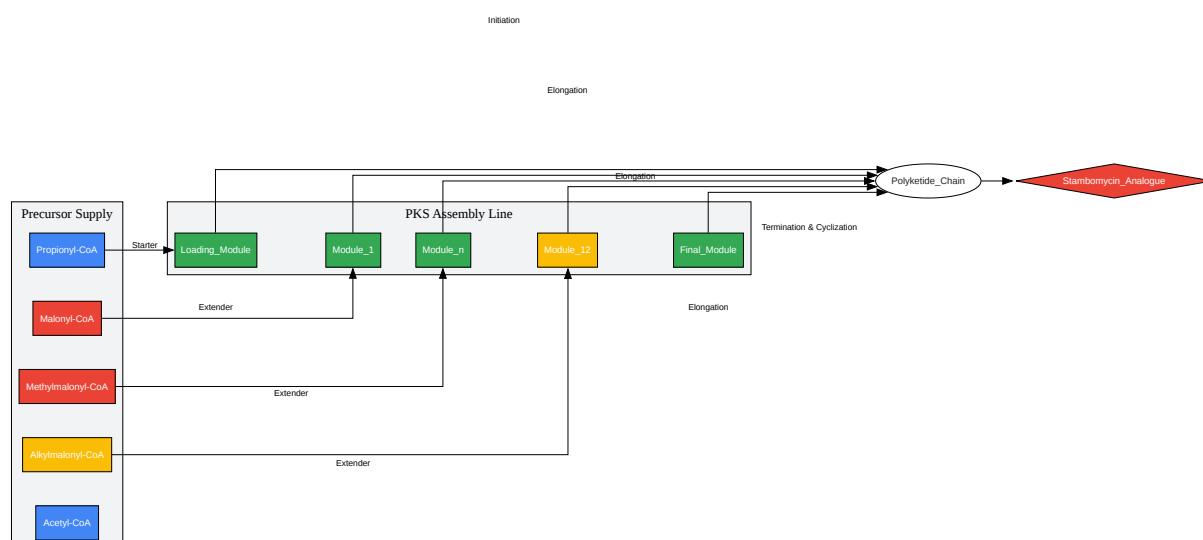 Initiation
Elongation
Elongation
Polyketide_Chain
Stambomycin_Analogue
Precursor Supply
PKS Assembly Line
Termination & Cyclization
Propionyl-CoA
Starter
Loading_Module
Module_1
Module_n
Module_12
Final_Module
Malonyl-CoA
Extender
Elongation
Methylmalonyl-CoA
Extender
Alkylmalonyl-CoA
Extender
Acetyl-CoA